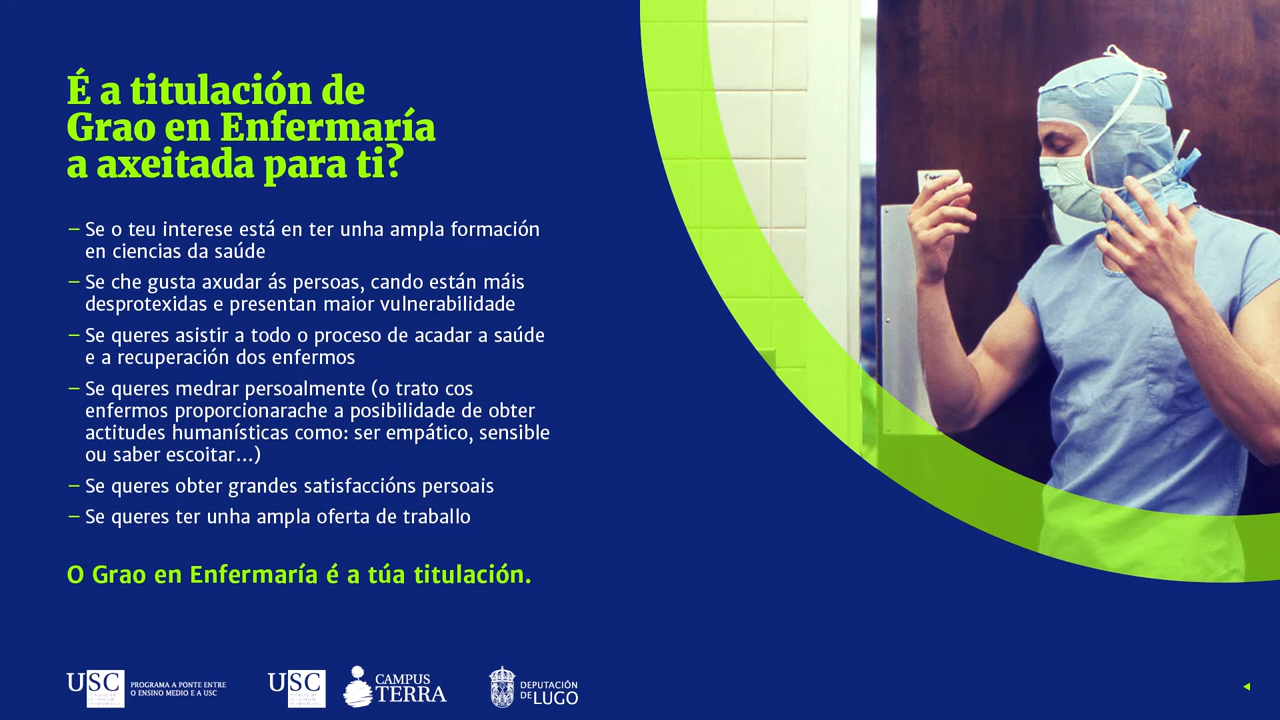 É a titulación de
Grao en Enfermaría
a axeitada para ti?
– Se o teu interese está en ter unha ampla formación
en ciencias da saúde
– Se che gusta axudar ás persoas, cando están máis
desprotexidas e presentan maior vulnerabilidade
– Se queres asistir a todo o proceso de acadar a saúde
e a recuperación dos enfermos
– Se queres medrar persoalmente (o trato cos
enfermos proporcionarache a posibilidade de obter
actitudes humanísticas como: ser empático, sensible
ou saber escoitar...)
– Se queres obter grandes satisfaccións persoais
– Se queres ter unha ampla oferta de traballo
O Grao en Enfermaría é a túa titulación.
USC
PROGRAMA A PONTE ENTRE
O ENSINO MEDIO E A USC
USC
CAMPUS
TERRA
DEPUTACIÓN
DE LUGO